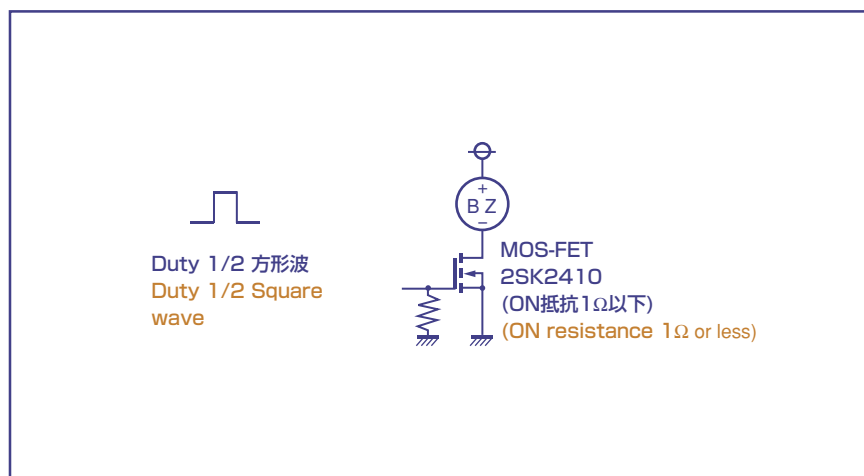 Duty 1/2 方形波
Duty 1/2 Square
wave
+
B Z
−
MOS-FET
2SK2410
(ON抵抗1Ω以下)
(ON resistance 1Ω or less)